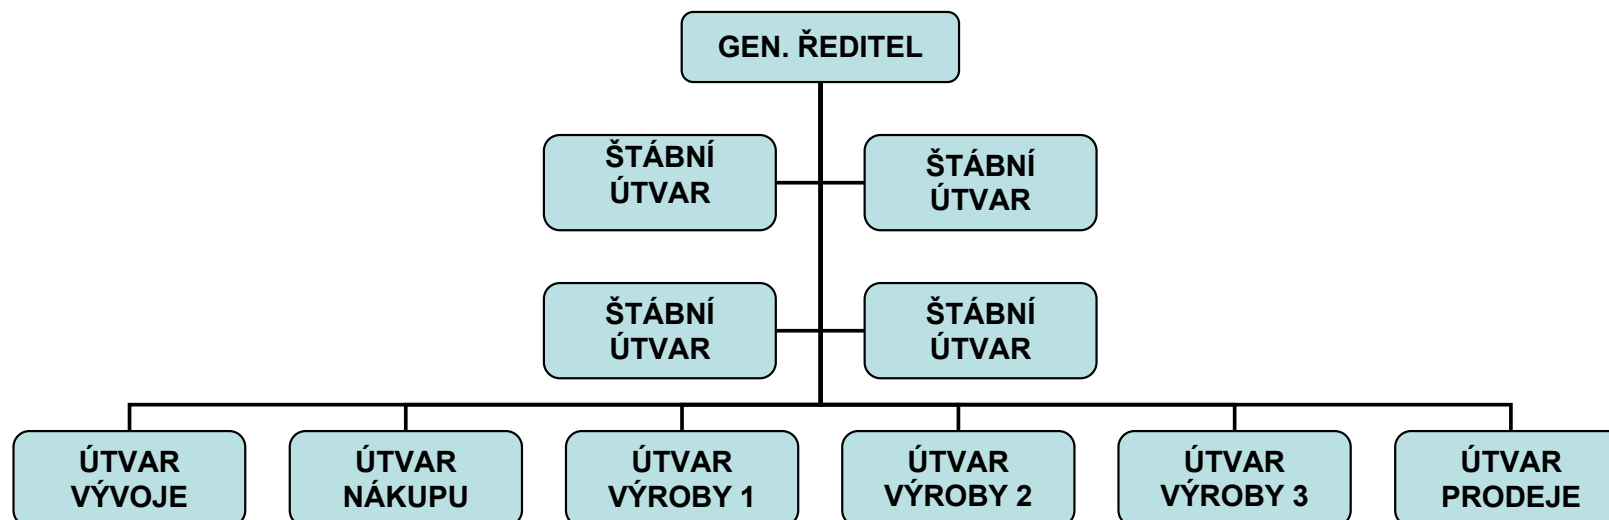 GEN. ŘEDITEL
ŠTÁBNÍ
ÚTVAR
ŠTÁBNÍ
ÚTVAR
ŠTÁBNÍ
ÚTVAR
ŠTÁBNÍ
ÚTVAR
ÚTVAR
VÝVOJE
ÚTVAR
NÁKUPU
ÚTVAR
VÝROBY 1
ÚTVAR
VÝROBY 2
ÚTVAR
VÝROBY 3
ÚTVAR
PRODEJE